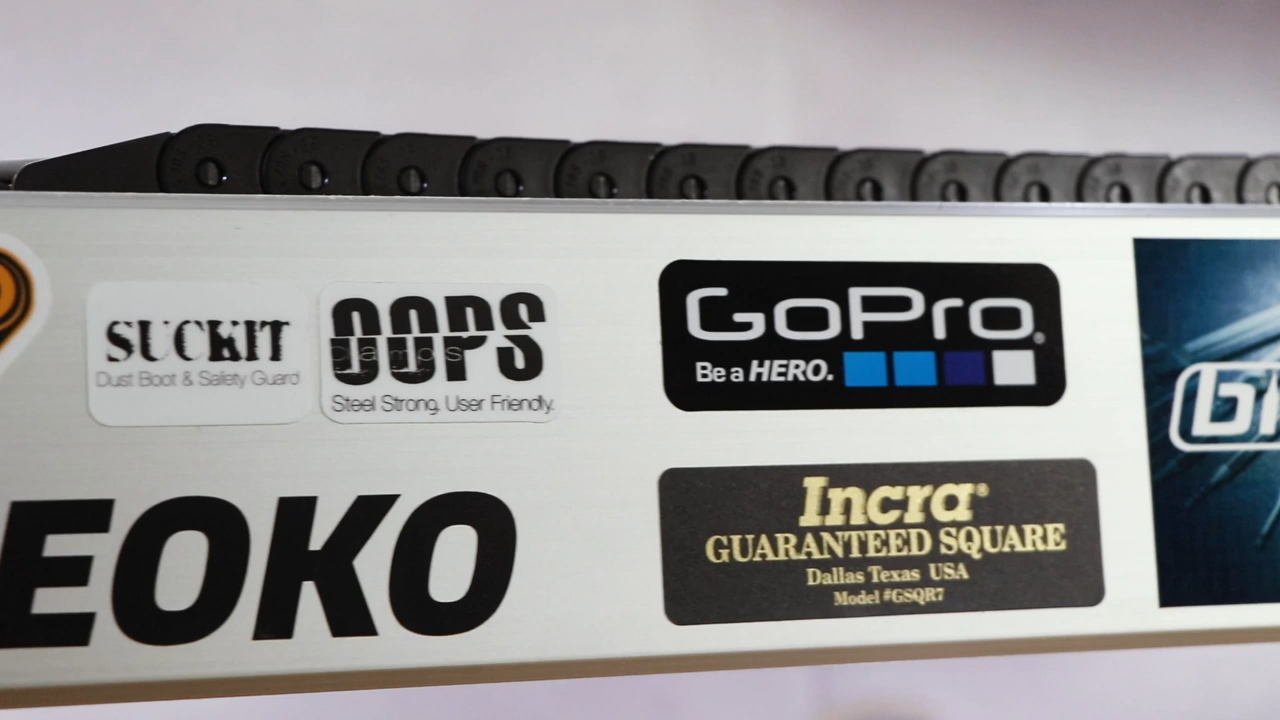 SUCKIT
Dust Boot & Safety Guard
OOPS
clamps
Steel Strong. User Friendly.
GoPro®
Be a HERO.
EOKO
Incra®
GUARANTEED SQUARE
Dallas Texas USA
Model #GSQR7